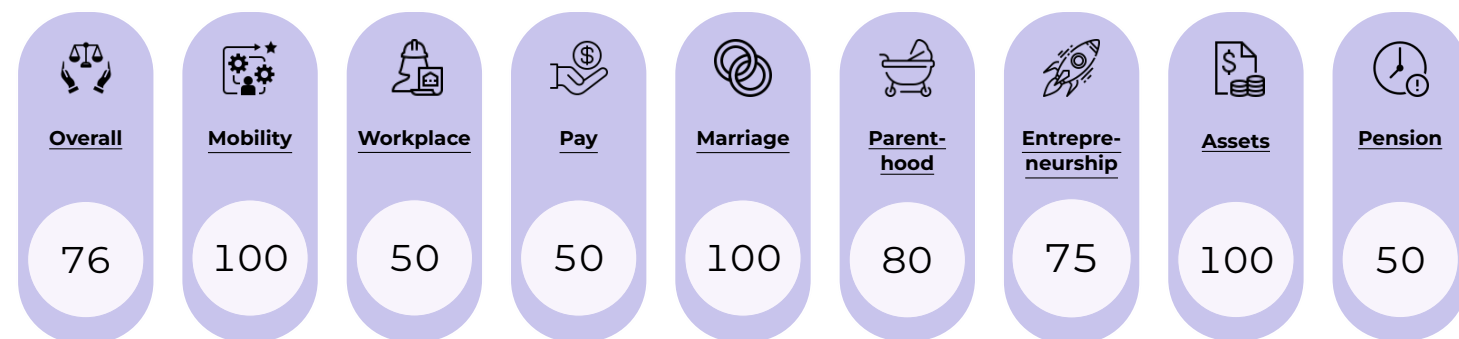 Overall
76
Mobility
100
Workplace
50
Pay
50
Marriage
100
Parent-
hood
80
Entrepre-
neurship
75
$
Assets
100
Pension
50